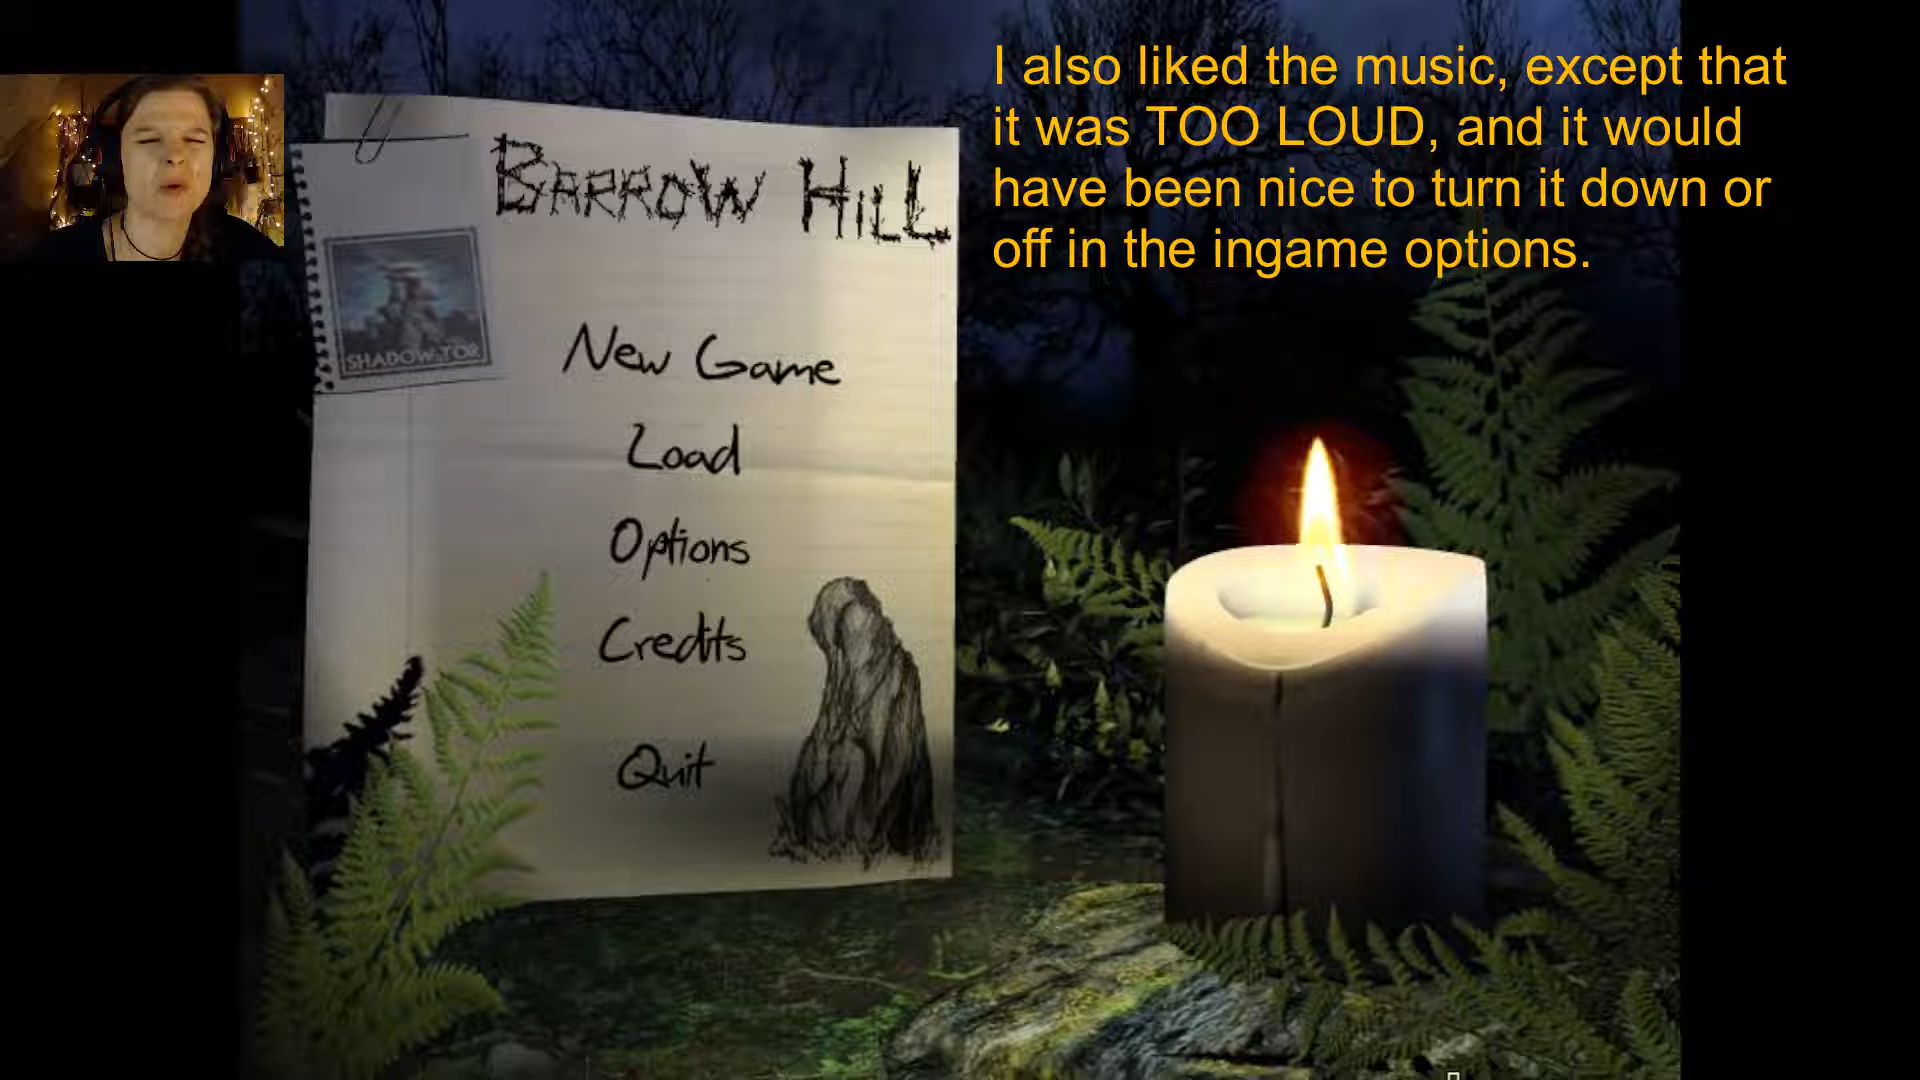 I also liked the music, except that
it was TOO LOUD, and it would
have been nice to turn it down or
off in the ingame options.
BARROW HILL
SHADOW TOR
New Game
Load
Options
Credits
Quit